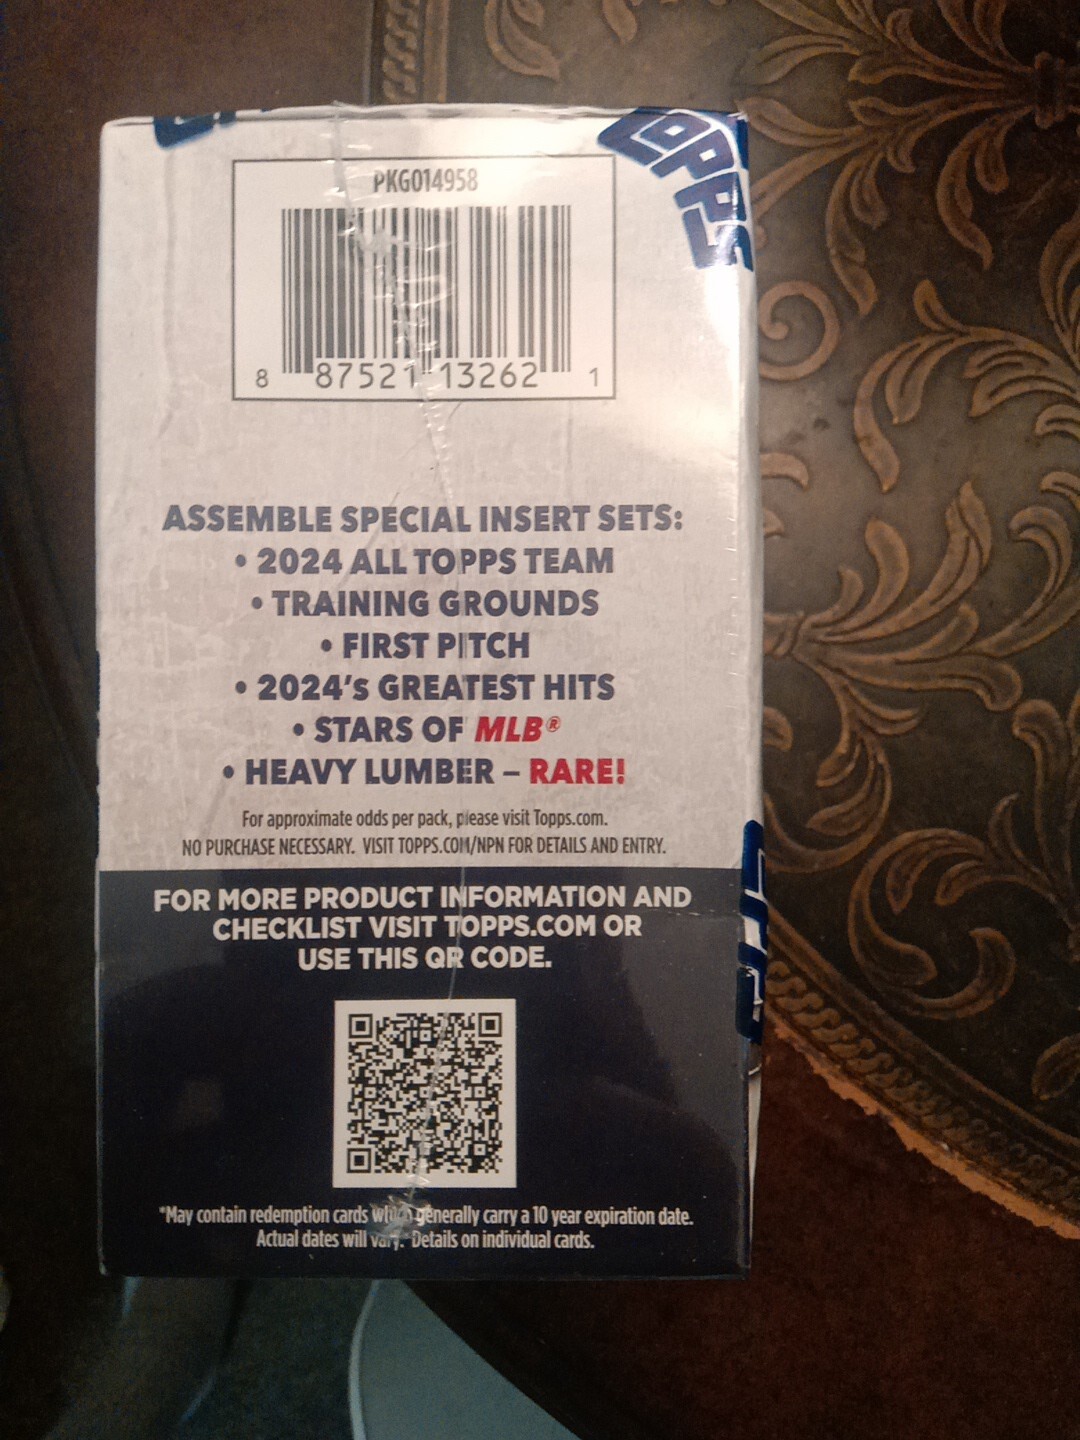 Topps
PKG014958
8 87521 13262 1
ASSEMBLE SPECIAL INSERT SETS:
• 2024 ALL TOPPS TEAM
• TRAINING GROUNDS
• FIRST PITCH
• 2024's GREATEST HITS
• STARS OF MLB®
• HEAVY LUMBER – RARE!
For approximate odds per pack, please visit Topps.com.
NO PURCHASE NECESSARY. VISIT TOPPS.COM/NPN FOR DETAILS AND ENTRY.
FOR MORE PRODUCT INFORMATION AND
CHECKLIST VISIT TOPPS.COM OR
USE THIS QR CODE.
*May contain redemption cards which generally carry a 10 year expiration date.
Actual dates will vary. Details on individual cards.